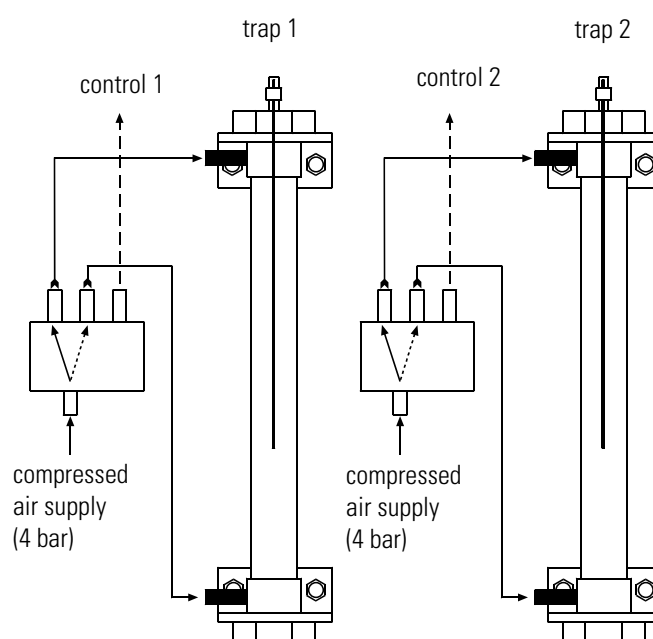 trap 1
trap 2
control 1
control 2
compressed
air supply
(4 bar)
compressed
air supply
(4 bar)